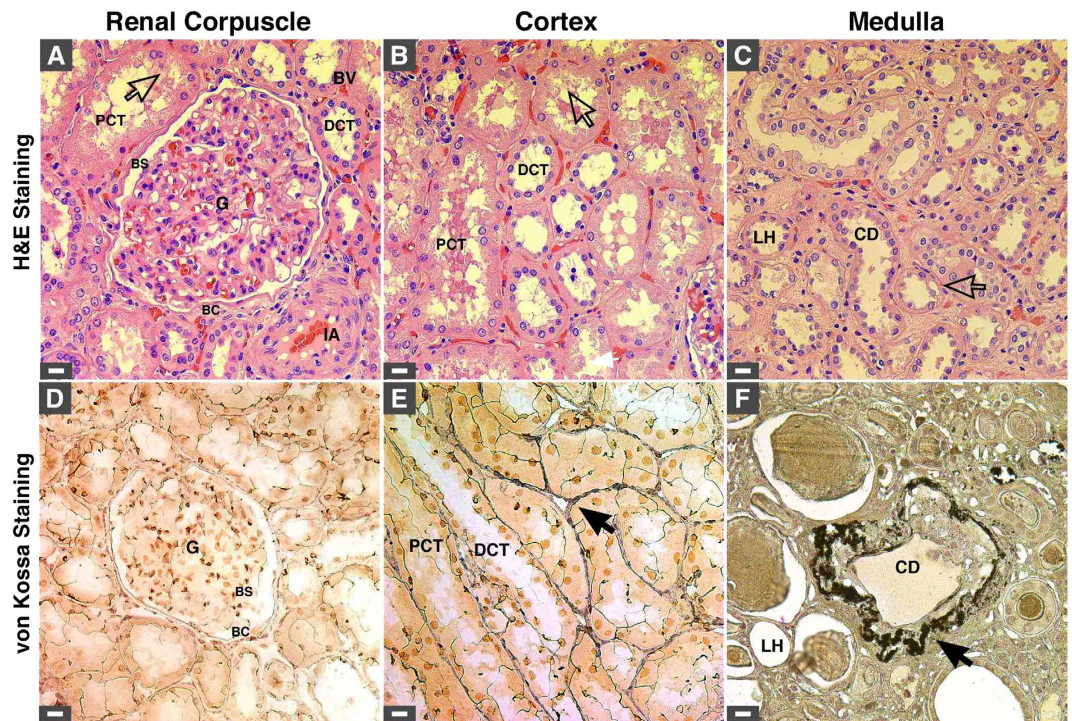 Renal Corpuscle
Cortex
Medulla
H&E Staining
A
PCT
BV
DCT
BS
G
BC
IA
B
DCT
PCT
C
LH
CD
von Kossa Staining
D
G
BS
BC
E
PCT
DCT
F
CD
LH